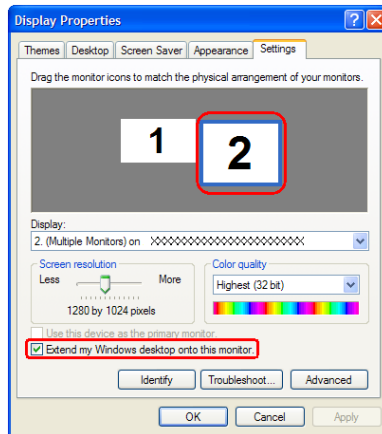 Display Properties
Themes Desktop Screen Saver Appearance Settings
Drag the monitor icons to match the physical arrangement of your monitors.
1 2
Display:
2. (Multiple Monitors) on XXXXXXXXXXXXXXXXXXXXXXX
Screen resolution Color quality
Less More Highest (32 bit)
1280 by 1024 pixels
Use this device as the primary monitor.
Extend my Windows desktop onto this monitor.
Identify Troubleshoot... Advanced
OK Cancel Apply